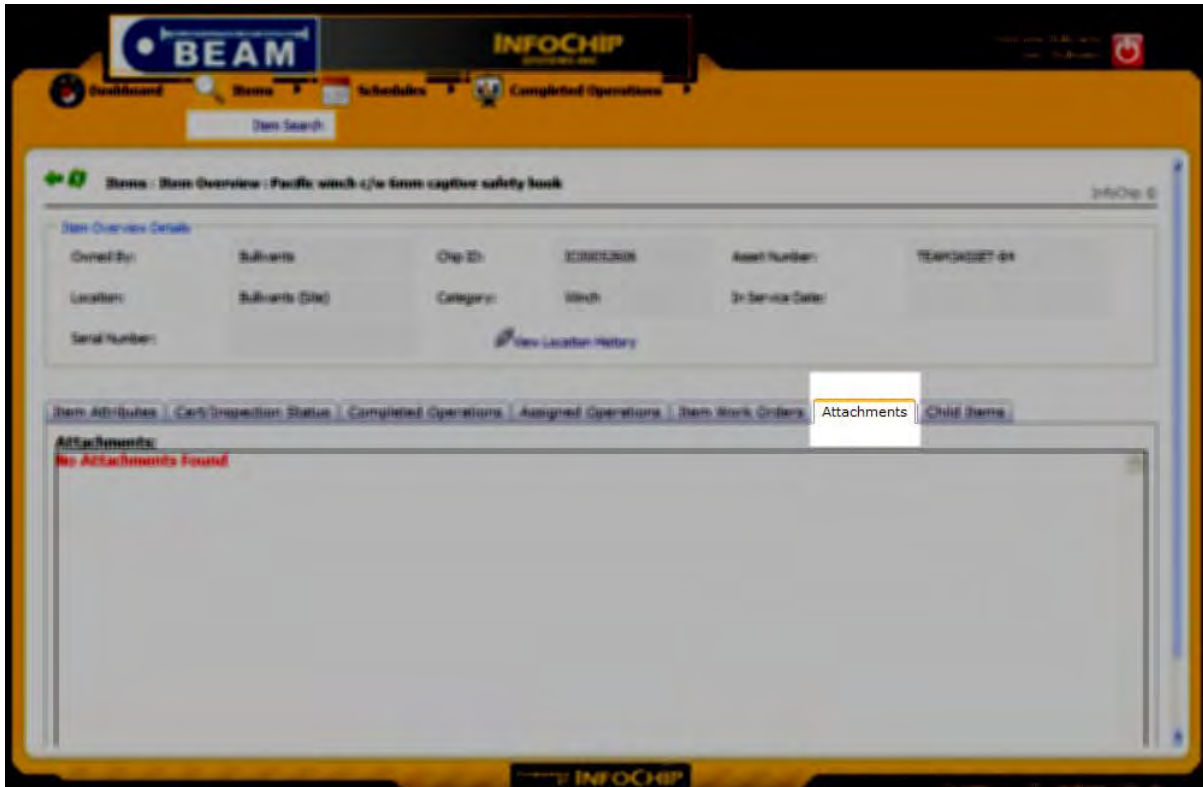 BEAM
INFOCHIP
Dashboard Items Schedules Completed Operations
Item Search
Items : Item Overview : Pacific winch c/w 6mm captive safety hook
InfoChip
Item Overview Details
Owned By: Bullivants Chip ID: Asset Number:
Location: Bullivants (Site) Category: Winch In Service Date:
Serial Number: View Location History
Item Attributes Cert/Inspection Status Completed Operations Assigned Operations Item Work Orders Attachments Child Items
Attachments:
No Attachments Found
INFOCHIP